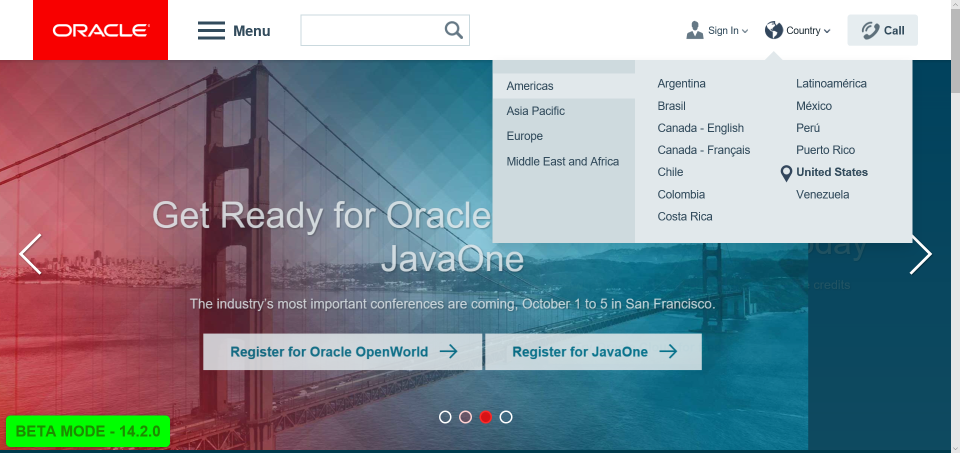 ORACLE
Menu
Sign In
Country
Call
Americas
Asia Pacific
Europe
Middle East and Africa
Argentina
Brasil
Canada - English
Canada - Français
Chile
Colombia
Costa Rica
Latinoamérica
México
Perú
Puerto Rico
United States
Venezuela
Get Ready for Oracle
JavaOne
credits
The industry's most important conferences are coming, October 1 to 5 in San Francisco.
Register for Oracle OpenWorld
Register for JavaOne
BETA MODE - 14.2.0